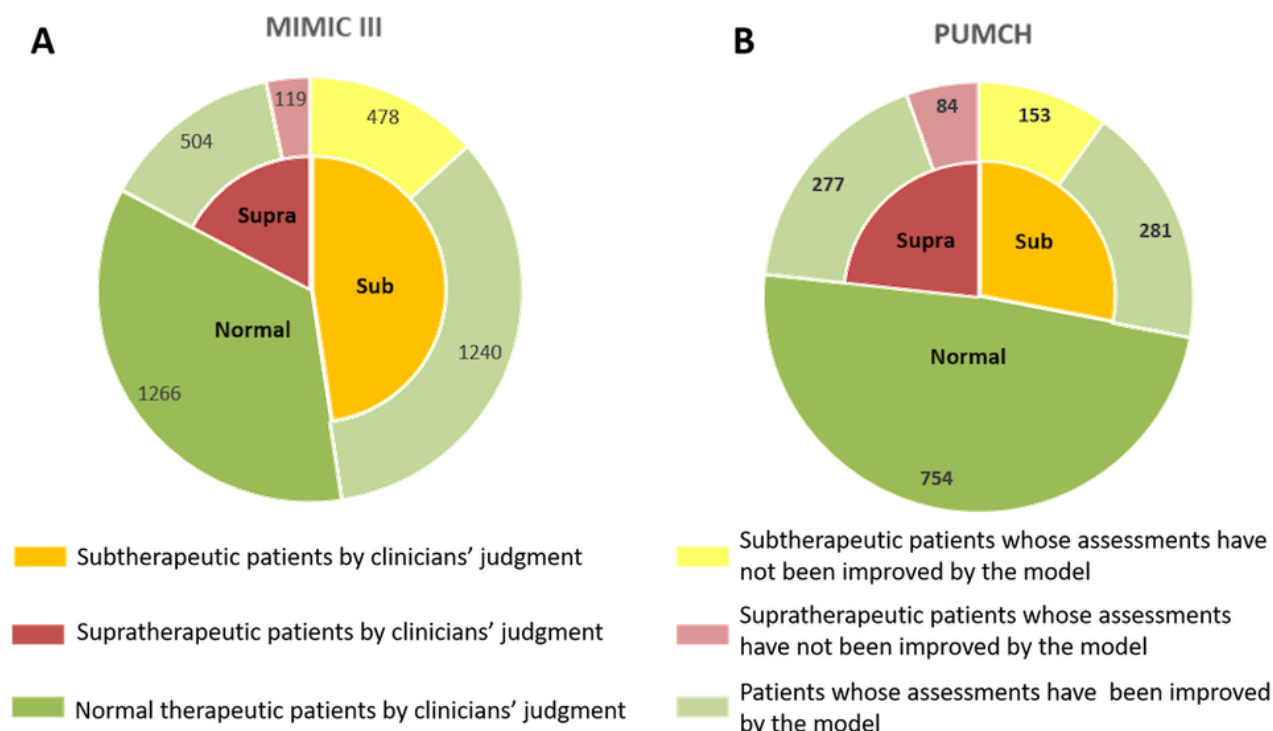 A
MIMIC III
119
478
504
Supra
Sub
Normal
1240
1266
B
PUMCH
84
153
277
281
Supra
Sub
Normal
754
Subtherapeutic patients by clinicians’ judgment
Supratherapeutic patients by clinicians’ judgment
Normal therapeutic patients by clinicians’ judgment
Subtherapeutic patients whose assessments have
not been improved by the model
Supratherapeutic patients whose assessments
have not been improved by the model
Patients whose assessments have been improved
by the model